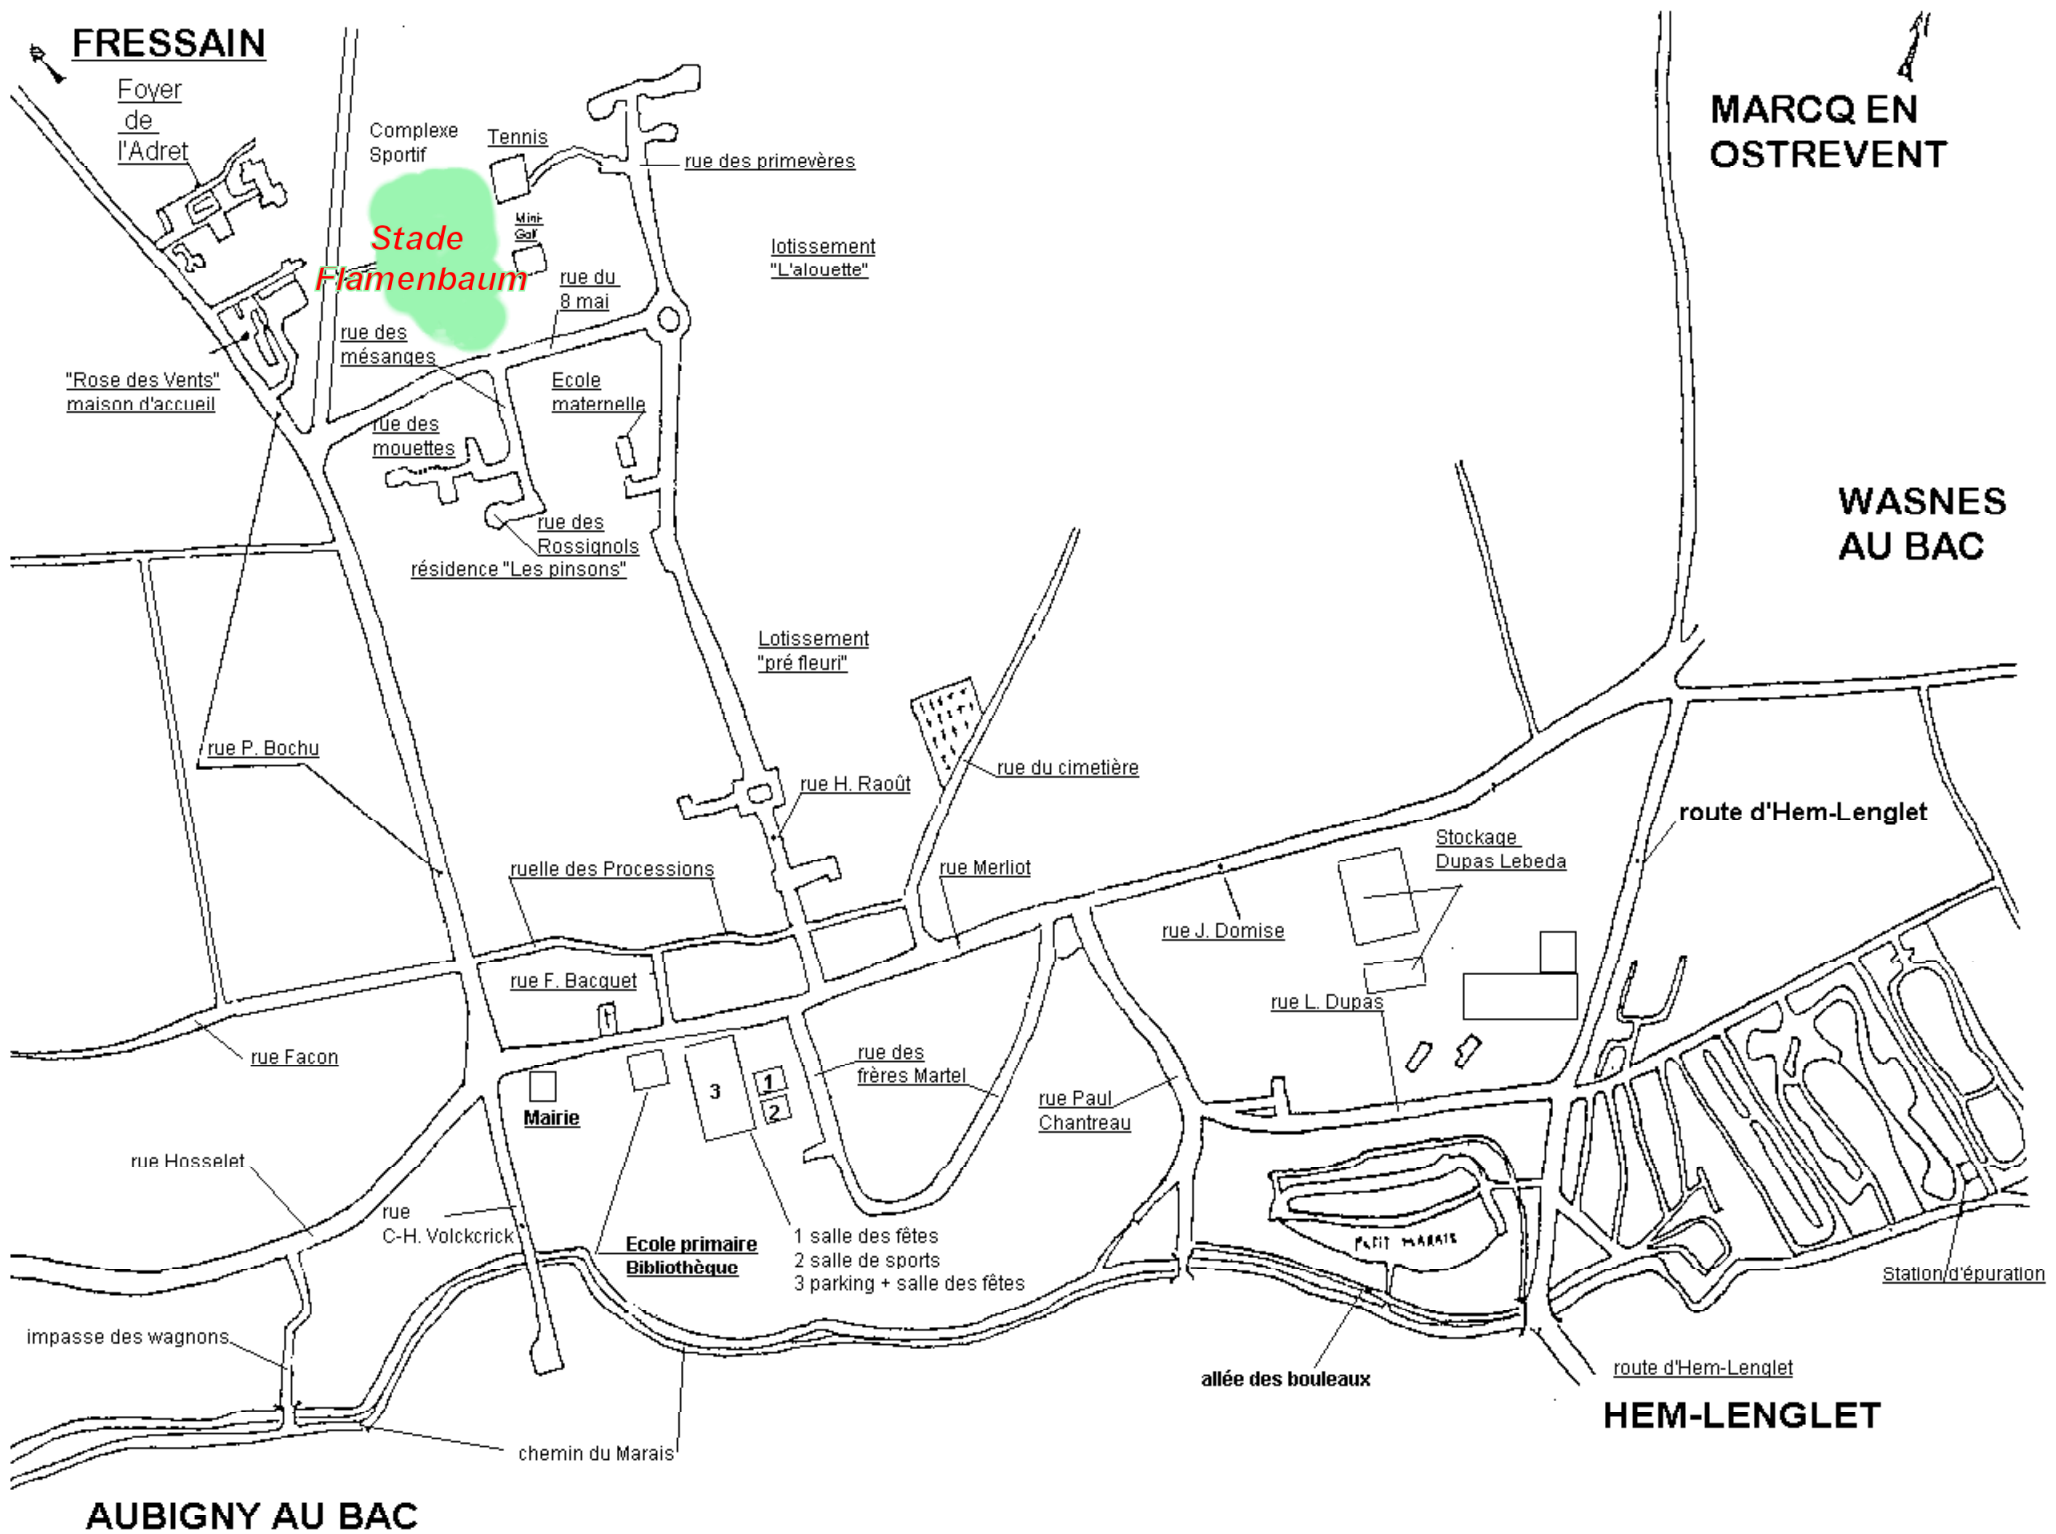 FRESSAIN
Foyer
de
l'Adret
Complexe
Sportif
Tennis
rue des primevères
MARCQ EN
OSTREVENT
Mini-
Golf
Stade
Flamenbaum
lotissement
"L'alouette"
rue du
8 mai
rue des
mésanges
"Rose des Vents"
maison d'accueil
Ecole
maternelle
rue des
mouettes
WASNES
AU BAC
rue des
Rossignols
résidence "Les pinsons"
Lotissement
"pré fleuri"
rue P. Bochu
rue du cimetière
rue H. Raoût
route d'Hem-Lenglet
Stockage
Dupas Lebeda
ruelle des Processions
rue Merliot
rue J. Domise
rue F. Bacquet
rue L. Dupas
rue Facon
rue des
frères Martel
3
1
2
rue Paul
Chantreau
Mairie
rue Hosselet
rue
C-H. Volckcrick
Ecole primaire
Bibliothèque
1 salle des fêtes
2 salle de sports
3 parking + salle des fêtes
PETIT MARAIS
Station d'épuration
impasse des wagnons
allée des bouleaux
route d'Hem-Lenglet
HEM-LENGLET
chemin du Marais
AUBIGNY AU BAC